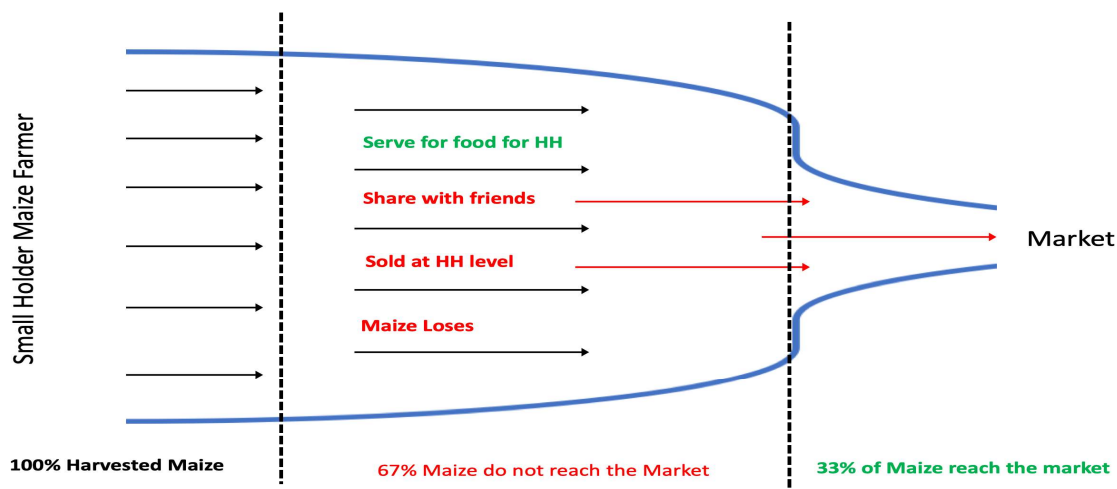 Small Holder Maize Farmer
Serve for food for HH
Share with friends
Sold at HH level
Maize Loses
Market
100% Harvested Maize
67% Maize do not reach the Market
33% of Maize reach the market